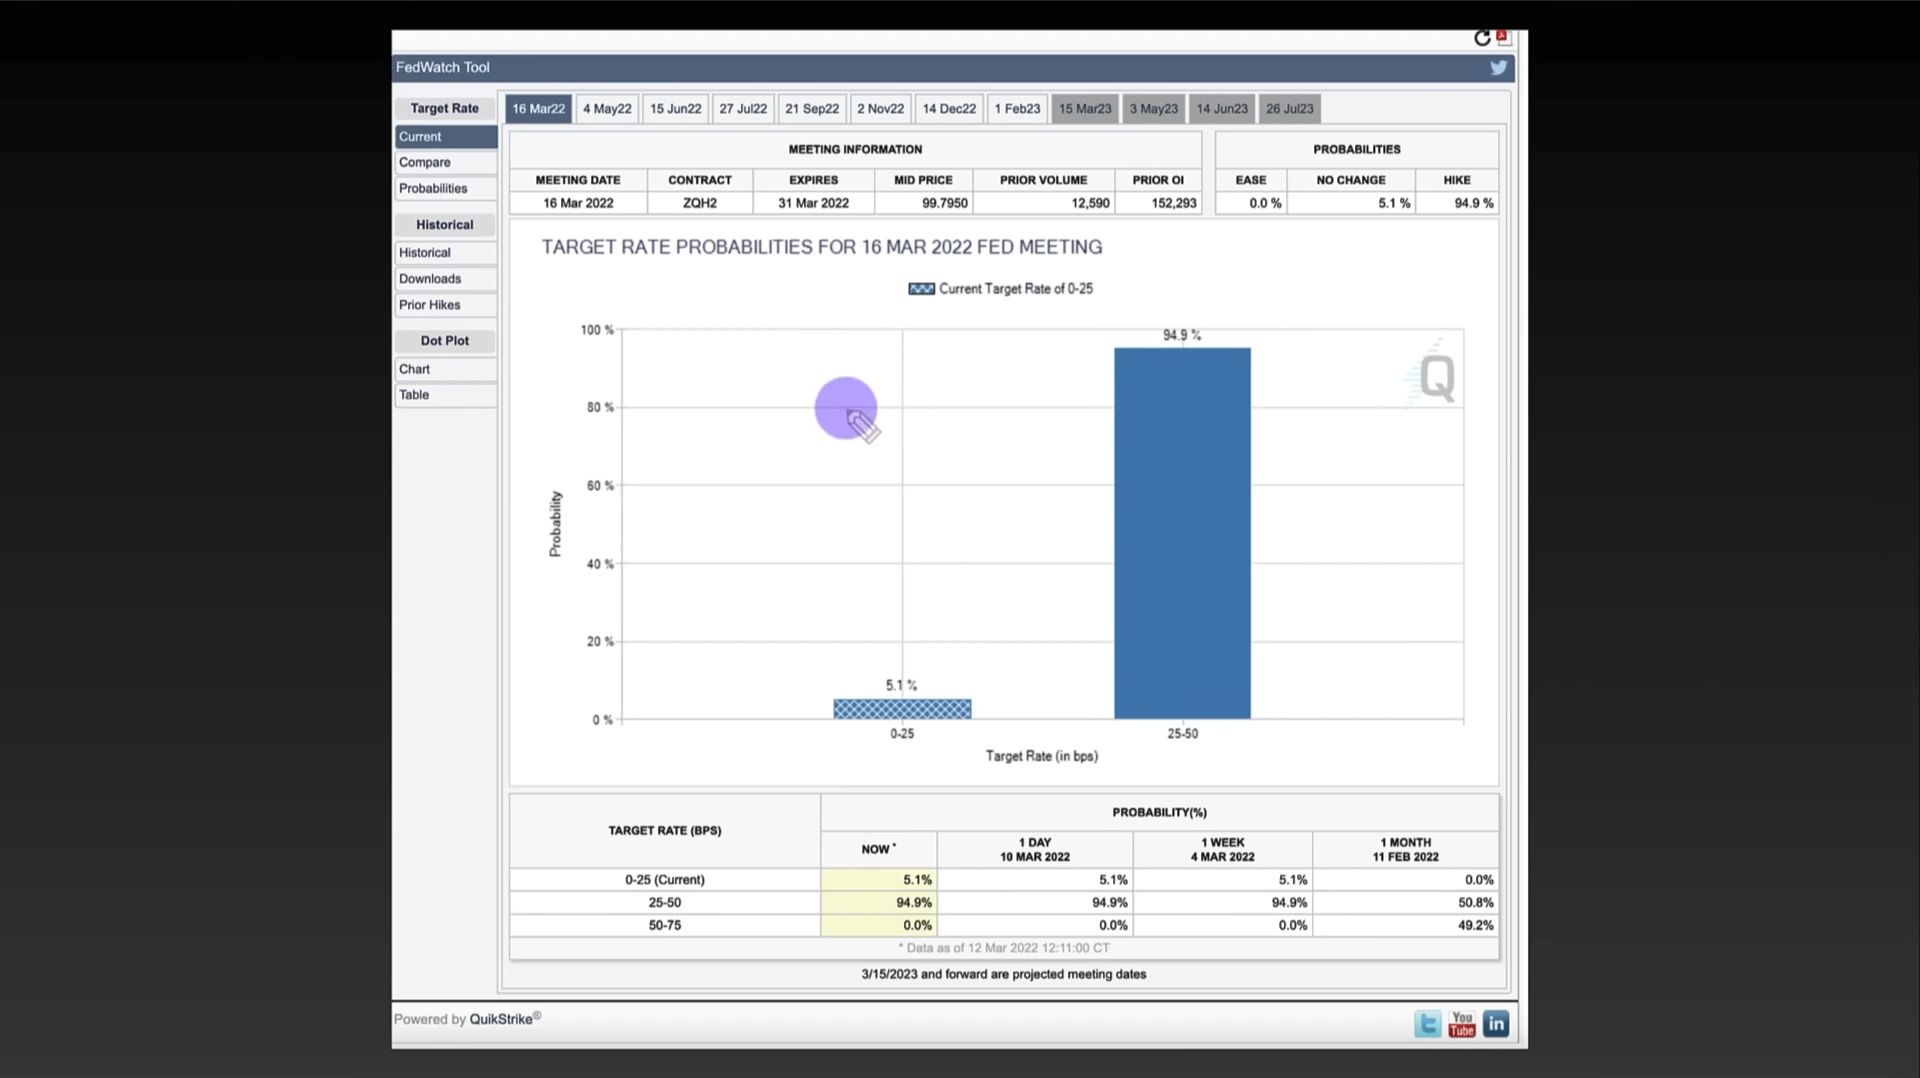 FedWatch Tool
Target Rate
Current
Compare
Probabilities
Historical
Historical
Downloads
Prior Hikes
Dot Plot
Chart
Table
16 Mar22 4 May22 15 Jun22 27 Jul22 21 Sep22 2 Nov22 14 Dec22 1 Feb23 15 Mar23 3 May23 14 Jun23 26 Jul23
MEETING INFORMATION
MEETING DATE CONTRACT EXPIRES MID PRICE PRIOR VOLUME PRIOR OI
16 Mar 2022 ZQH2 31 Mar 2022 99.7950 12,590 152,293
PROBABILITIES
EASE NO CHANGE HIKE
0.0 % 5.1 % 94.9 %
TARGET RATE PROBABILITIES FOR 16 MAR 2022 FED MEETING
Current Target Rate of 0-25
Probability
100 %
80 %
60 %
40 %
20 %
0 %
5.1 %
94.9 %
Q
0-25 25-50
Target Rate (in bps)
TARGET RATE (BPS) PROBABILITY(%)
NOW * 1 DAY 1 WEEK 1 MONTH
10 MAR 2022 4 MAR 2022 11 FEB 2022
0-25 (Current) 5.1% 5.1% 5.1% 0.0%
25-50 94.9% 94.9% 94.9% 50.8%
50-75 0.0% 0.0% 0.0% 49.2%
* Data as of 12 Mar 2022 12:11:00 CT
3/15/2023 and forward are projected meeting dates
Powered by QuikStrike®
t
You
Tube
in